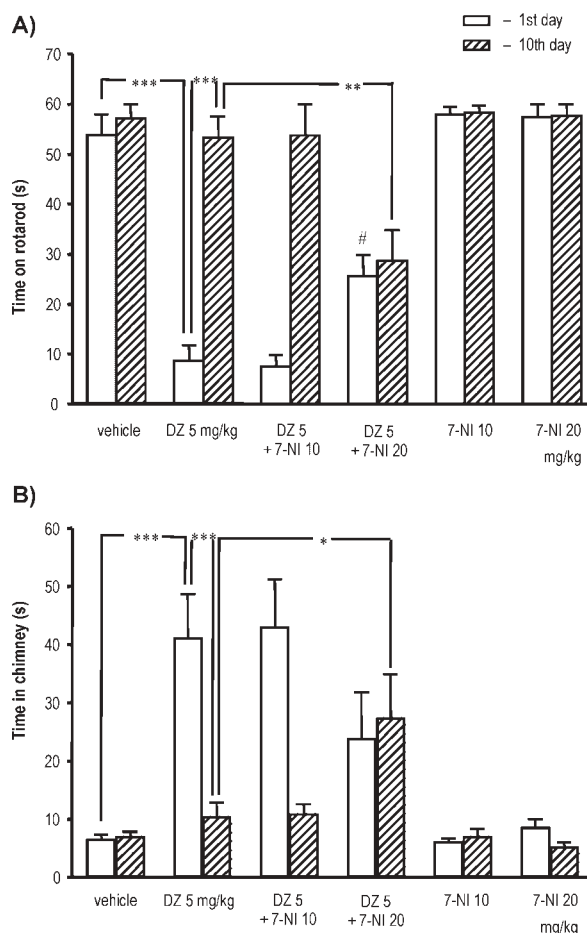 – 1st day
– 10th day
A)
Time on rotarod (s)
70
60
50
40
30
20
10
0
*** *** **
#
vehicle DZ 5 mg/kg DZ 5 DZ 5 7-NI 10 7-NI 20
+ 7-NI 10 + 7-NI 20 mg/kg
B)
Time in chimney (s)
60
50
40
30
20
10
0
*** *** *
vehicle DZ 5 mg/kg DZ 5 DZ 5 7-NI 10 7-NI 20
+ 7-NI 10 + 7-NI 20 mg/kg